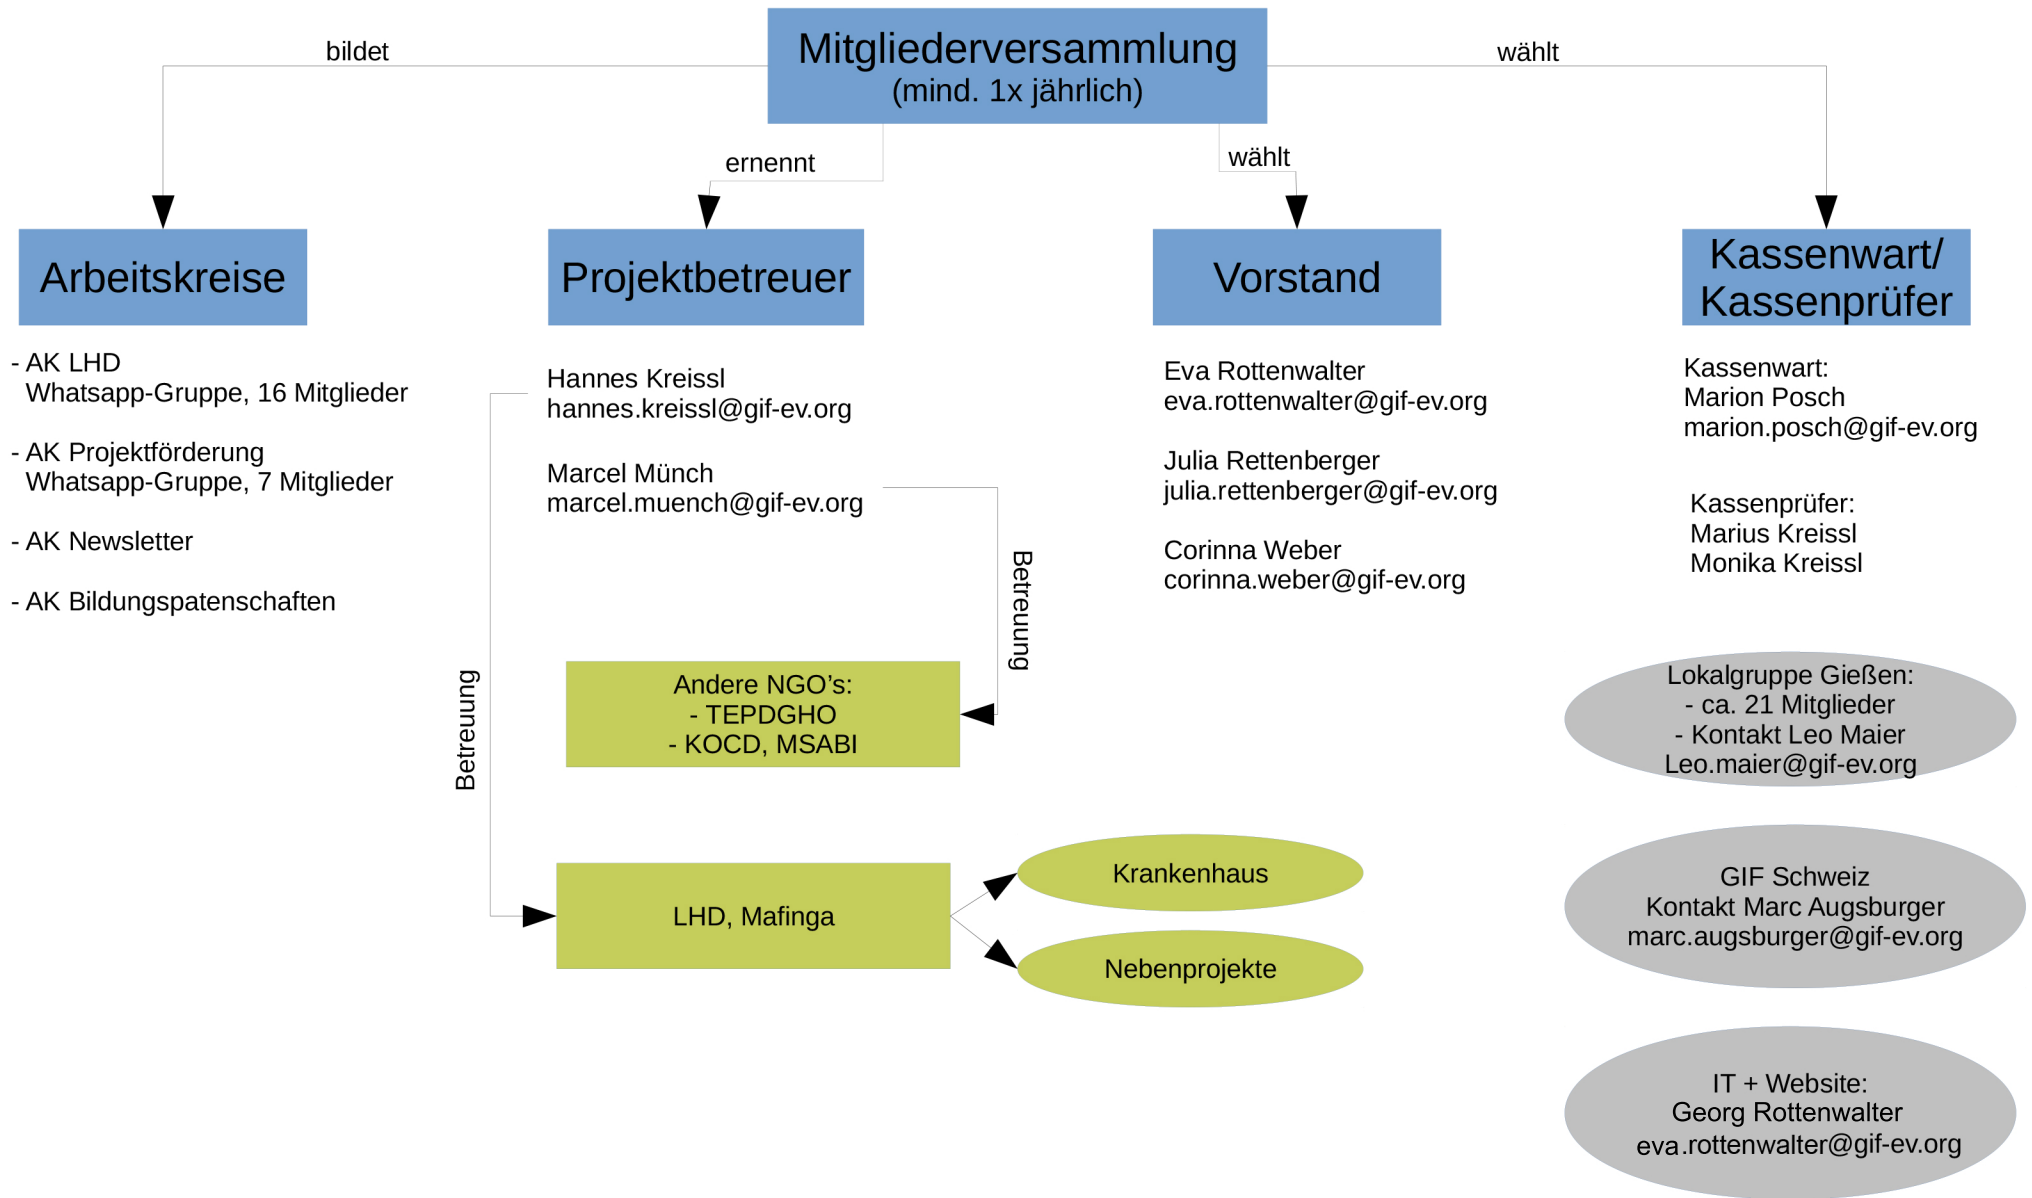 Mitgliederversammlung
(mind. 1x jährlich)
bildet
ernennt
wählt
wählt
Arbeitskreise
- AK LHD
Whatsapp-Gruppe, 16 Mitglieder
- AK Projektförderung
Whatsapp-Gruppe, 7 Mitglieder
- AK Newsletter
- AK Bildungspatenschaften
Projektbetreuer
Hannes Kreissl
hannes.kreissl@gif-ev.org
Marcel Münch
marcel.muench@gif-ev.org
Betreuung
Betreuung
Andere NGO’s:
- TEPDGHO
- KOCD, MSABI
LHD, Mafinga
Krankenhaus
Nebenprojekte
Vorstand
Eva Rottenwalter
eva.rottenwalter@gif-ev.org
Julia Rettenberger
julia.rettenberger@gif-ev.org
Corinna Weber
corinna.weber@gif-ev.org
Kassenwart/
Kassenprüfer
Kassenwart:
Marion Posch
marion.posch@gif-ev.org
Kassenprüfer:
Marius Kreissl
Monika Kreissl
Lokalgruppe Gießen:
- ca. 21 Mitglieder
- Kontakt Leo Maier
Leo.maier@gif-ev.org
GIF Schweiz
Kontakt Marc Augsburger
marc.augsburger@gif-ev.org
IT + Website:
Georg Rottenwalter
eva.rottenwalter@gif-ev.org